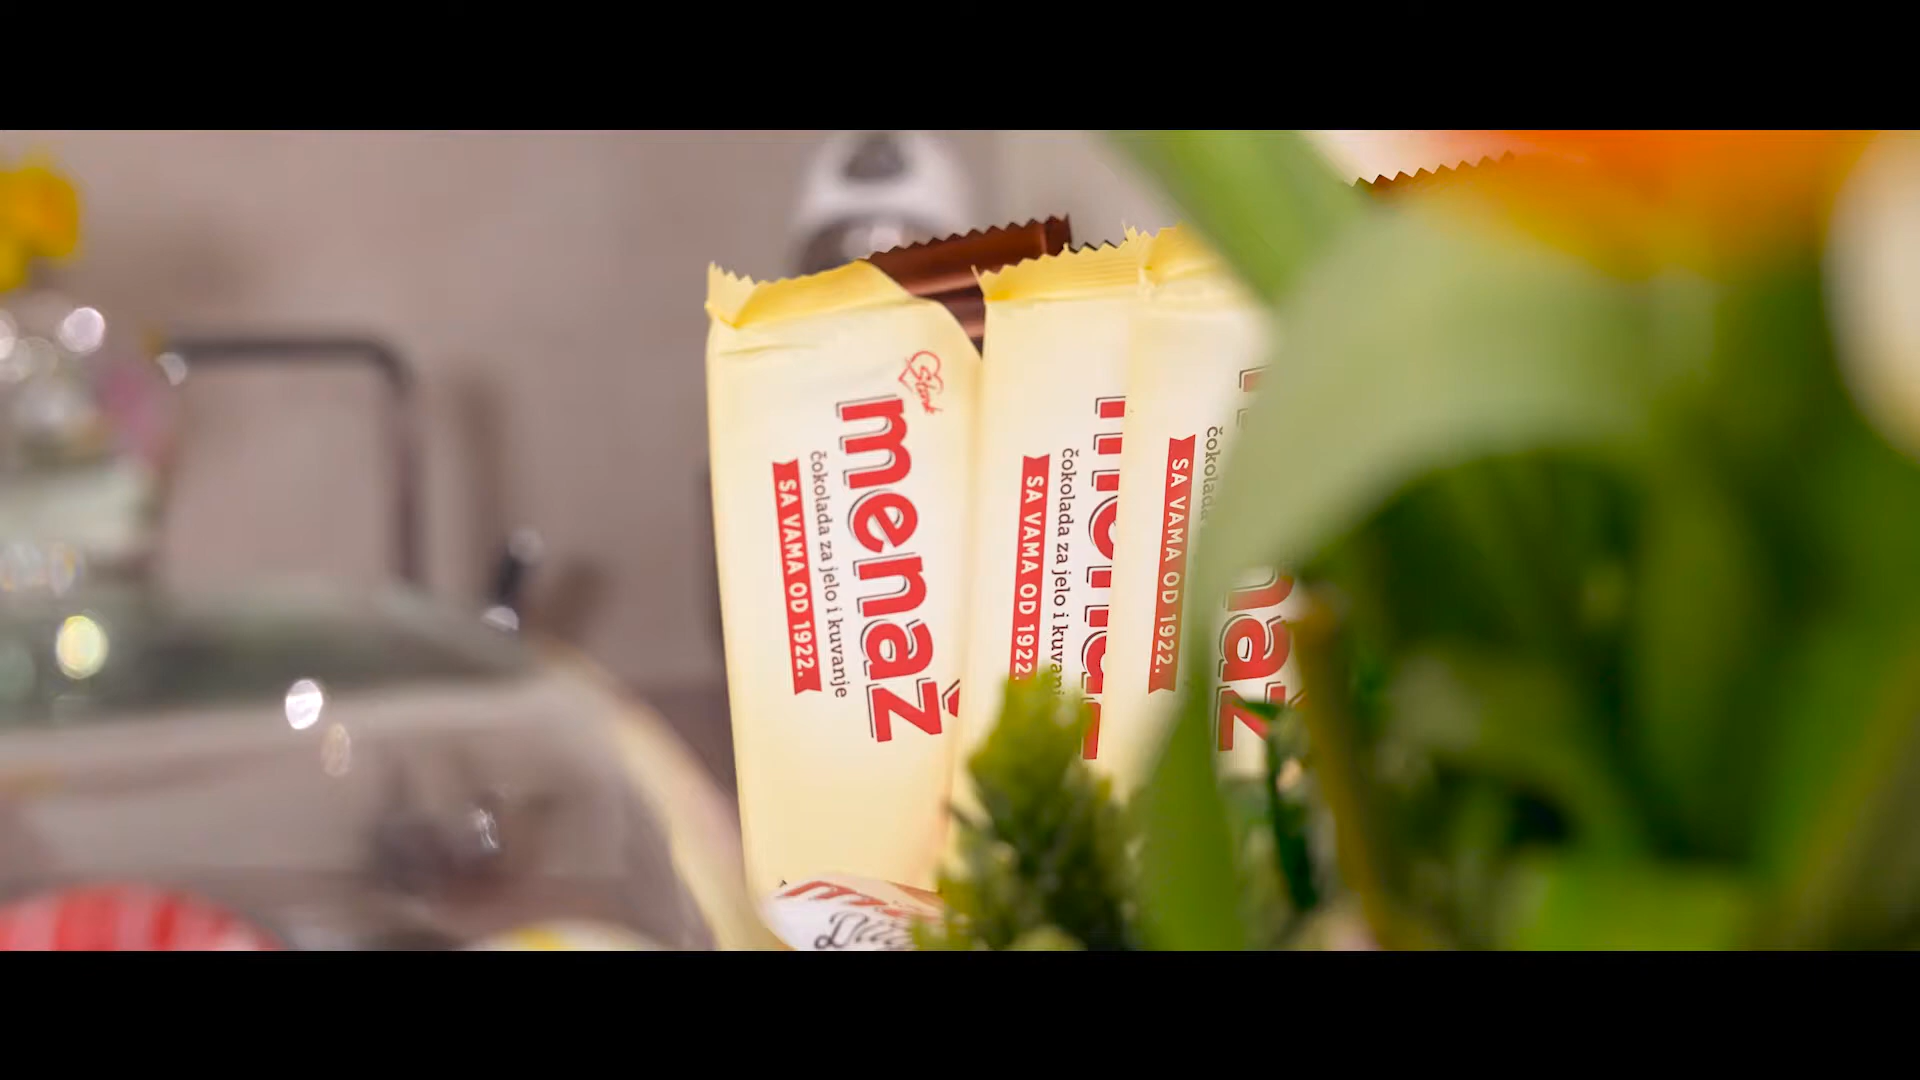 Štark
menaž
čokolada za jelo i kuvanje
SA VAMA OD 1922.
čokolada za jelo i
SA VAMA OD 1922.
čokolada
SA VAMA OD 1922.